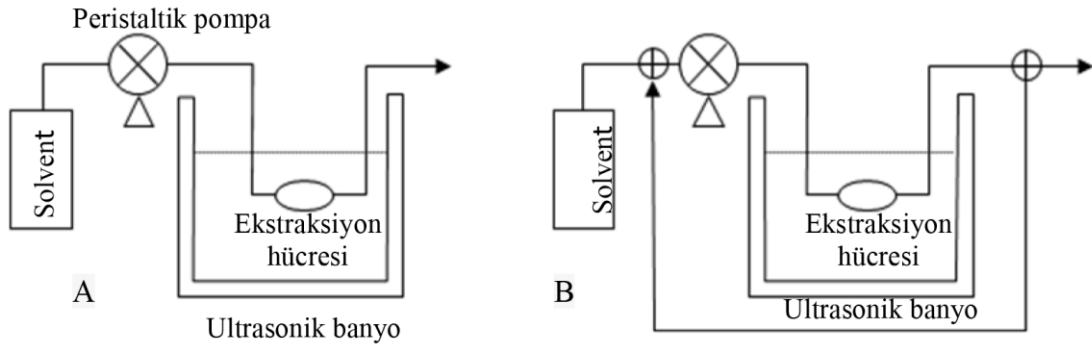 Peristaltik pompa
Solvent
Ekstraksiyon
hücresi
A
Ultrasonik banyo
Solvent
Ekstraksiyon
hücresi
B
Ultrasonik banyo